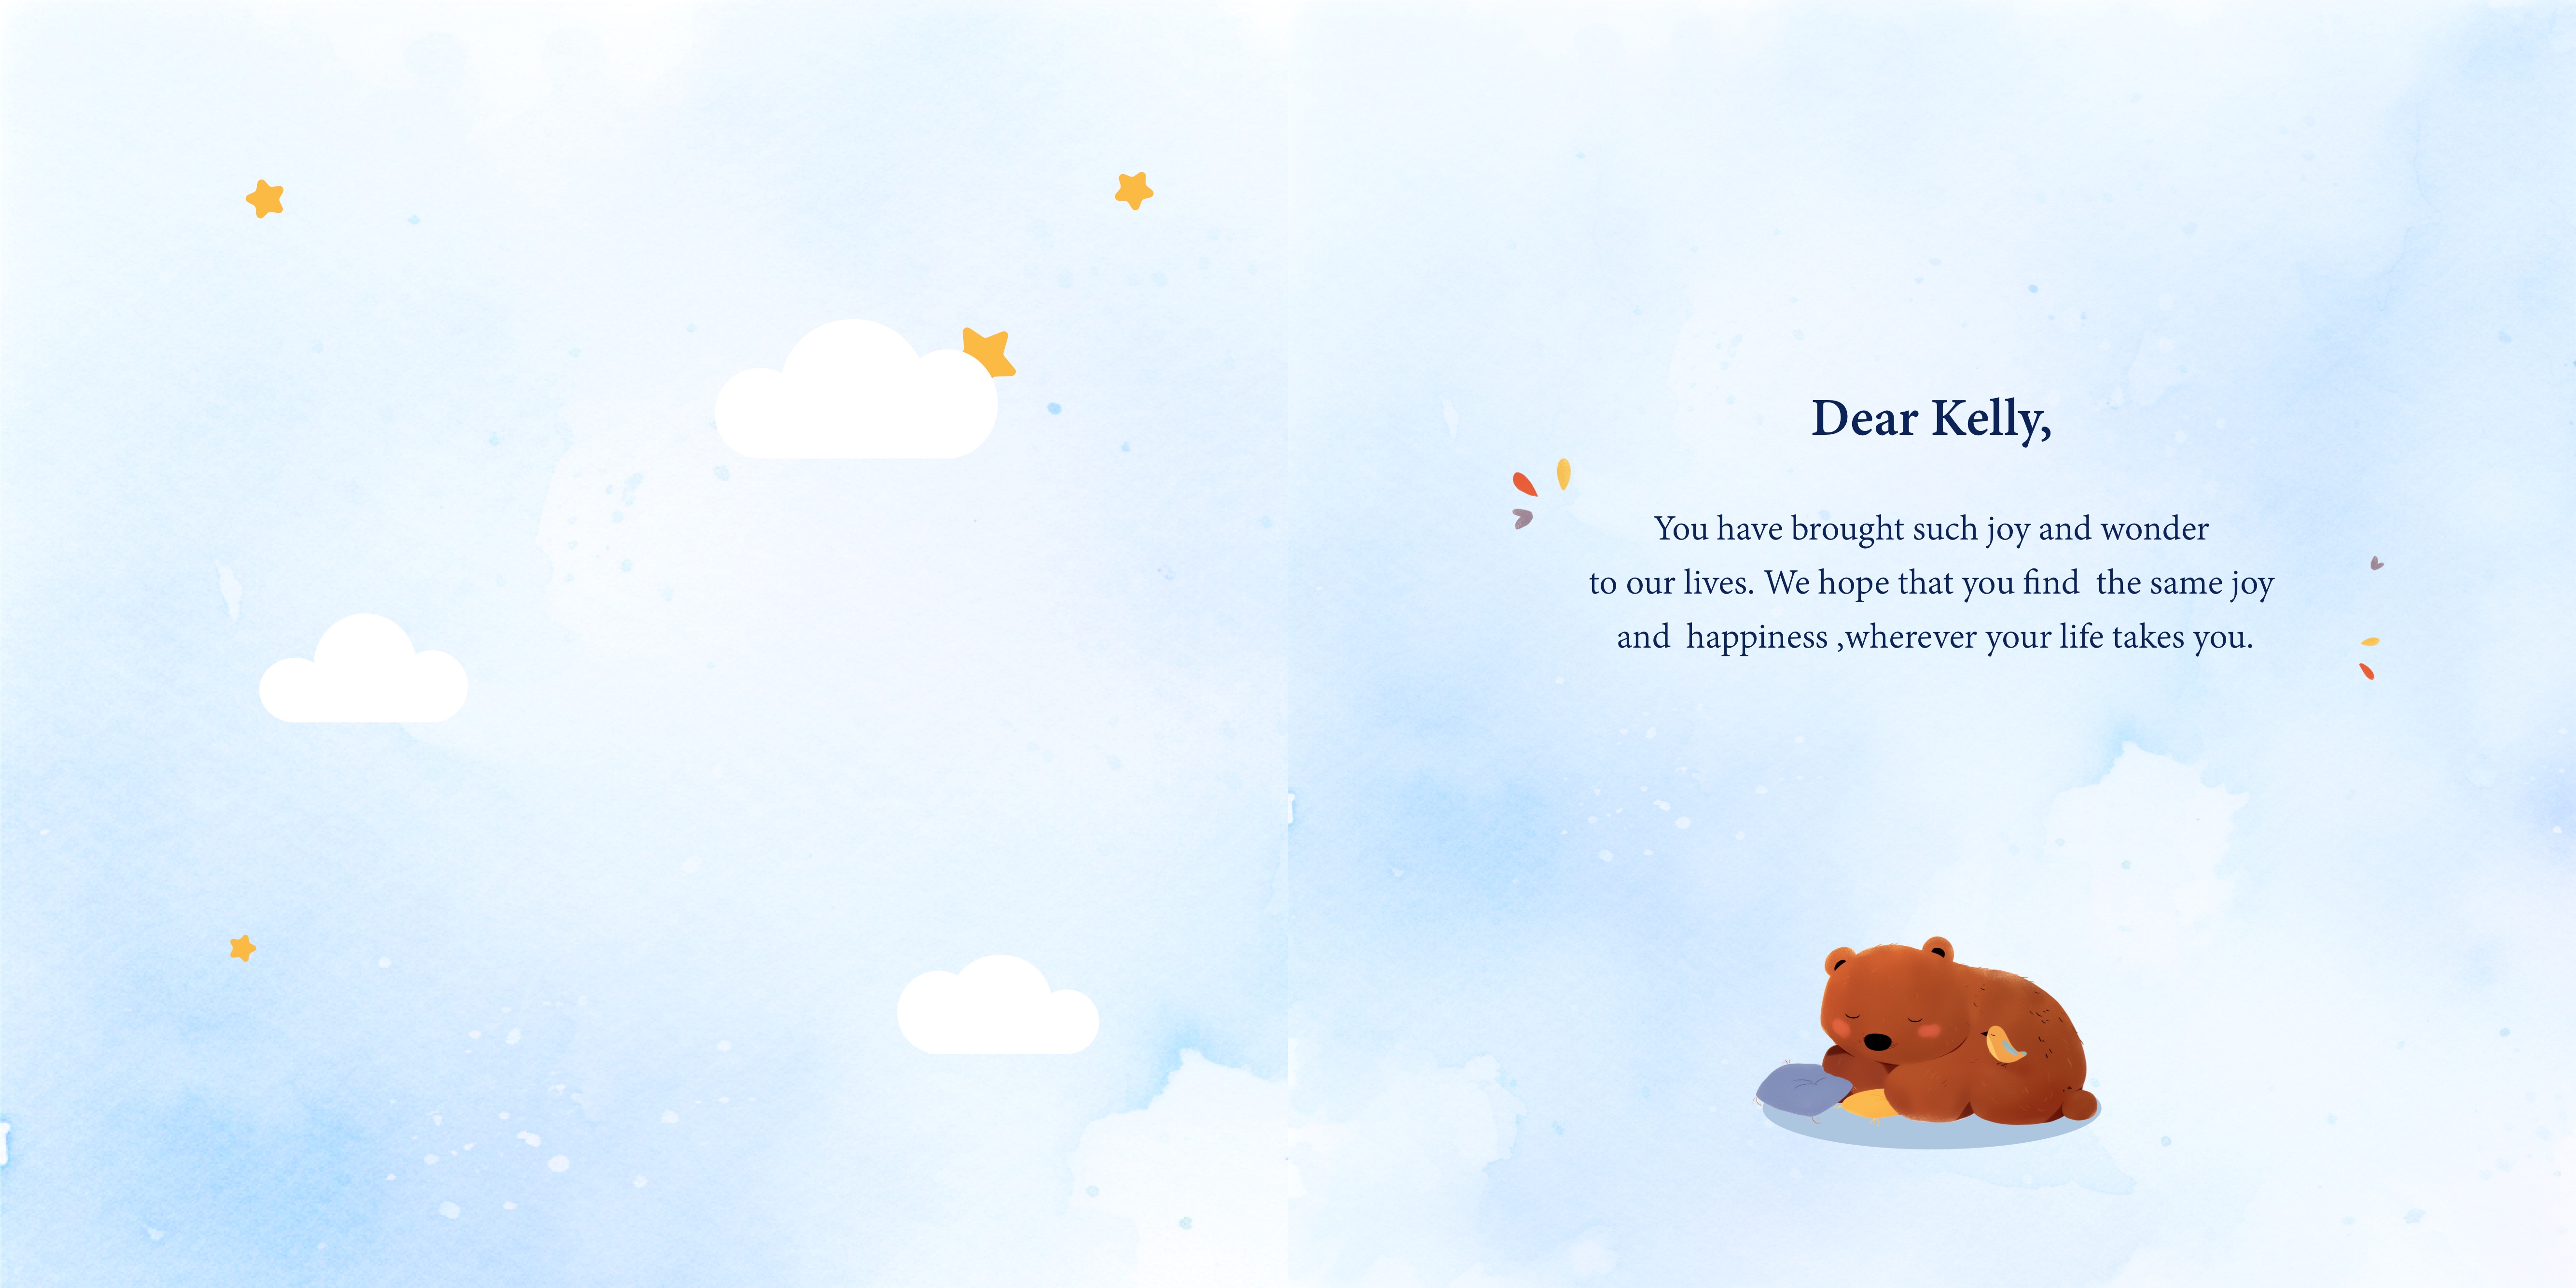 Dear Kelly,
You have brought such joy and wonder
to our lives. We hope that you find  the same joy
and  happiness ,wherever your life takes you.